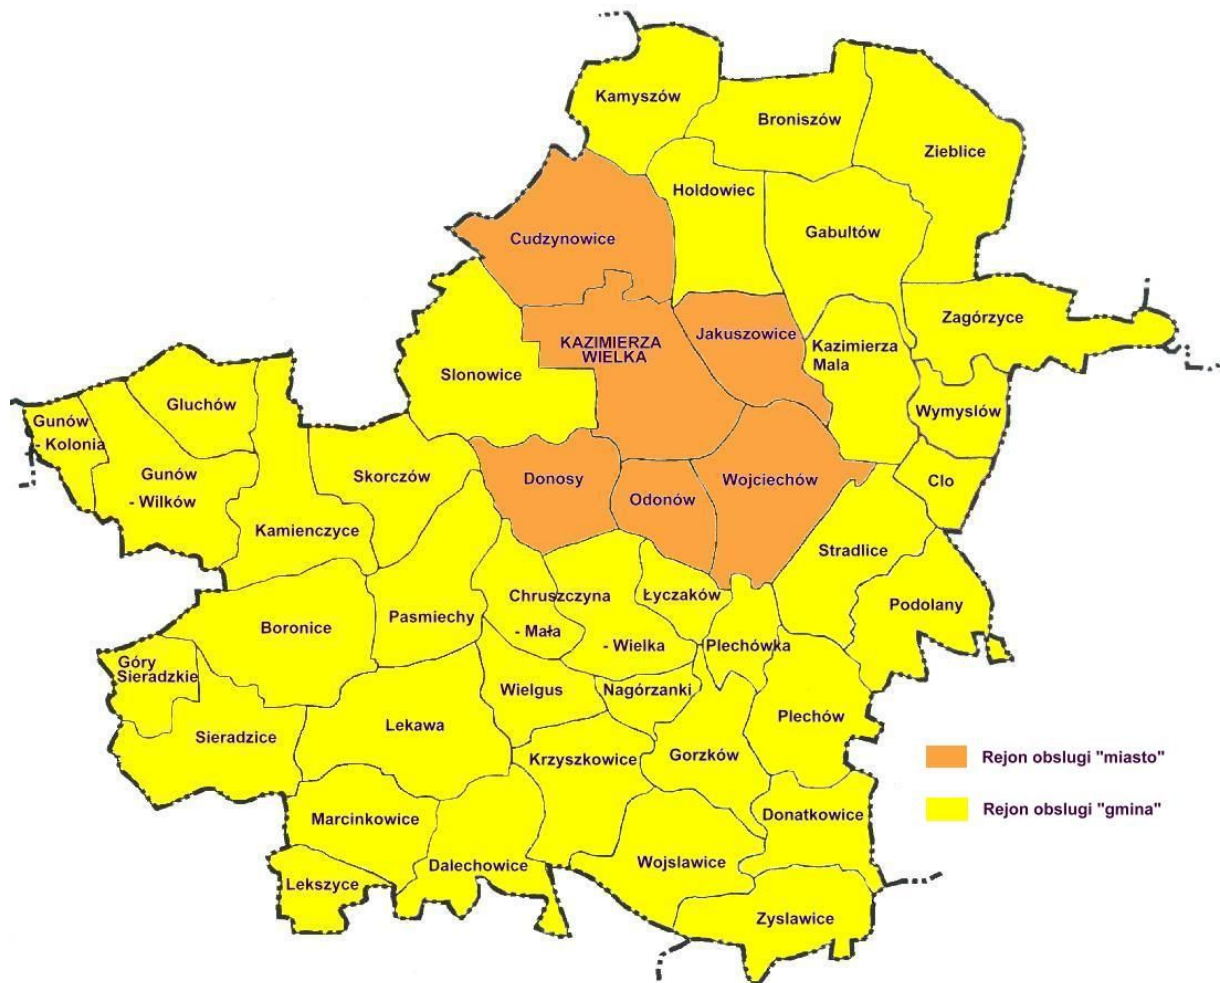 Kamyszów
Broniszów
Zieblice
Hołdowiec
Cudzynowice
Gabułtów
Zagórzyce
Jakuszowice
KAZIMIERZA
WIELKA
Kazimierza
Mala
Slonowice
Gluchów
Wymyslów
Gunów
- Kolonia
Gunów
- Wilków
Skorczów
Donosy
Odonów
Wojciechów
Clo
Kamienczyce
Stradlice
Chruszczyna
- Mała
- Wielka
Łyczaków
Podolany
Pasmiechy
Boronice
Plechówka
Góry
Sieradzkie
Wielgus
Nagórzanki
Plechów
Sieradzice
Lekawa
Krzyszkowice
Gorzków
Rejon obslugi "miasto"
Rejon obslugi "gmina"
Marcinkowice
Donatkowice
Dalechowice
Wojslawice
Lekszyce
Zyslawice